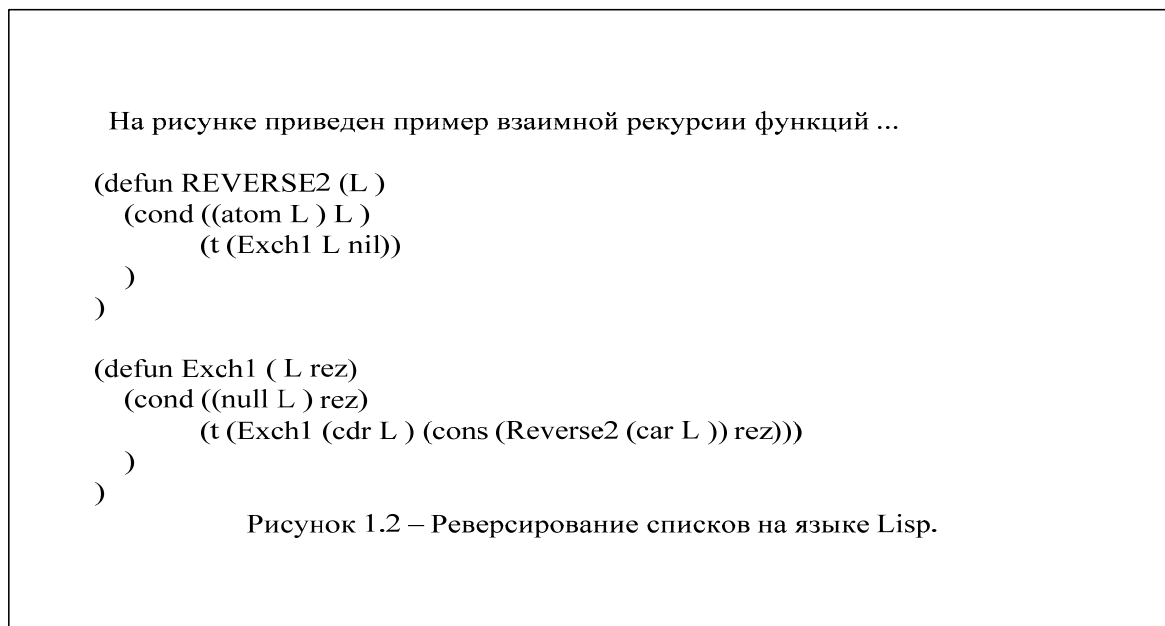 На рисунке приведен пример взаимной рекурсии функций ...
(defun REVERSE2 (L )
(cond ((atom L ) L )
(t (Exch1 L nil))
)
)
(defun Exch1 ( L rez)
(cond ((null L ) rez)
(t (Exch1 (cdr L ) (cons (Reverse2 (car L )) rez)))
)
)
Рисунок 1.2 – Реверсирование списков на языке Lisp.